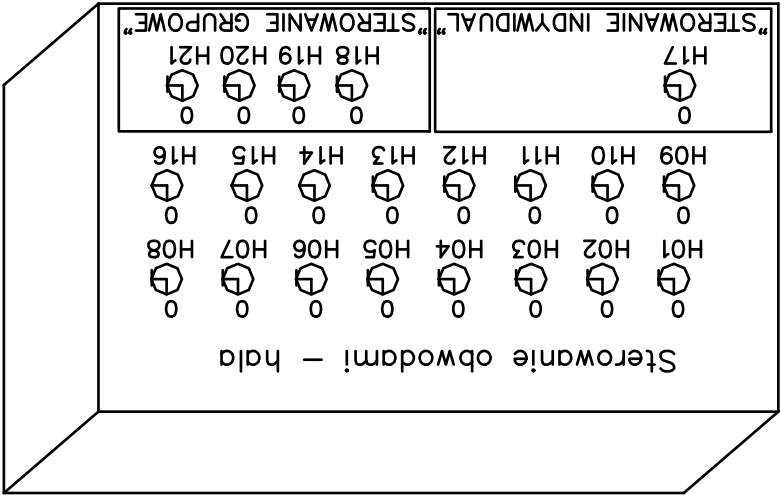 Sterowanie obwodami – hala
0 0 0 0 0 0 0 0
H01 H02 H03 H04 H05 H06 H07 H08
0 0 0 0 0 0 0 0
H09 H10 H11 H12 H13 H14 H15 H16
0 0 0 0 0
H17 H18 H19 H20 H21
"STEROWANIE INDYWIDUAL" "STEROWANIE GRUPOWE"